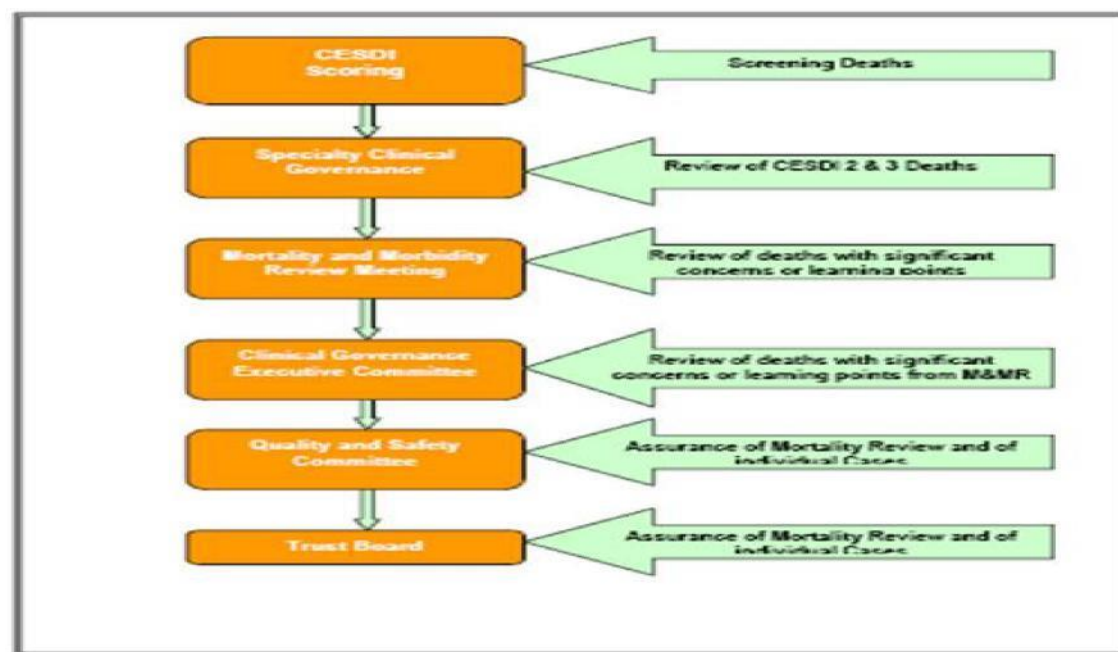 CESDI
Scoring
Screening Deaths
Specialty Clinical
Governance
Review of CESDI 2 & 3 Deaths
Mortality and Morbidity
Review Meeting
Review of deaths with significant
concerns or learning points
Clinical Governance
Executive Committee
Review of deaths with significant
concerns or learning points from M&MR
Quality and Safety
Committee
Assurance of Mortality Review and of
individual Cases
Trust Board
Assurance of Mortality Review and of
individual Cases